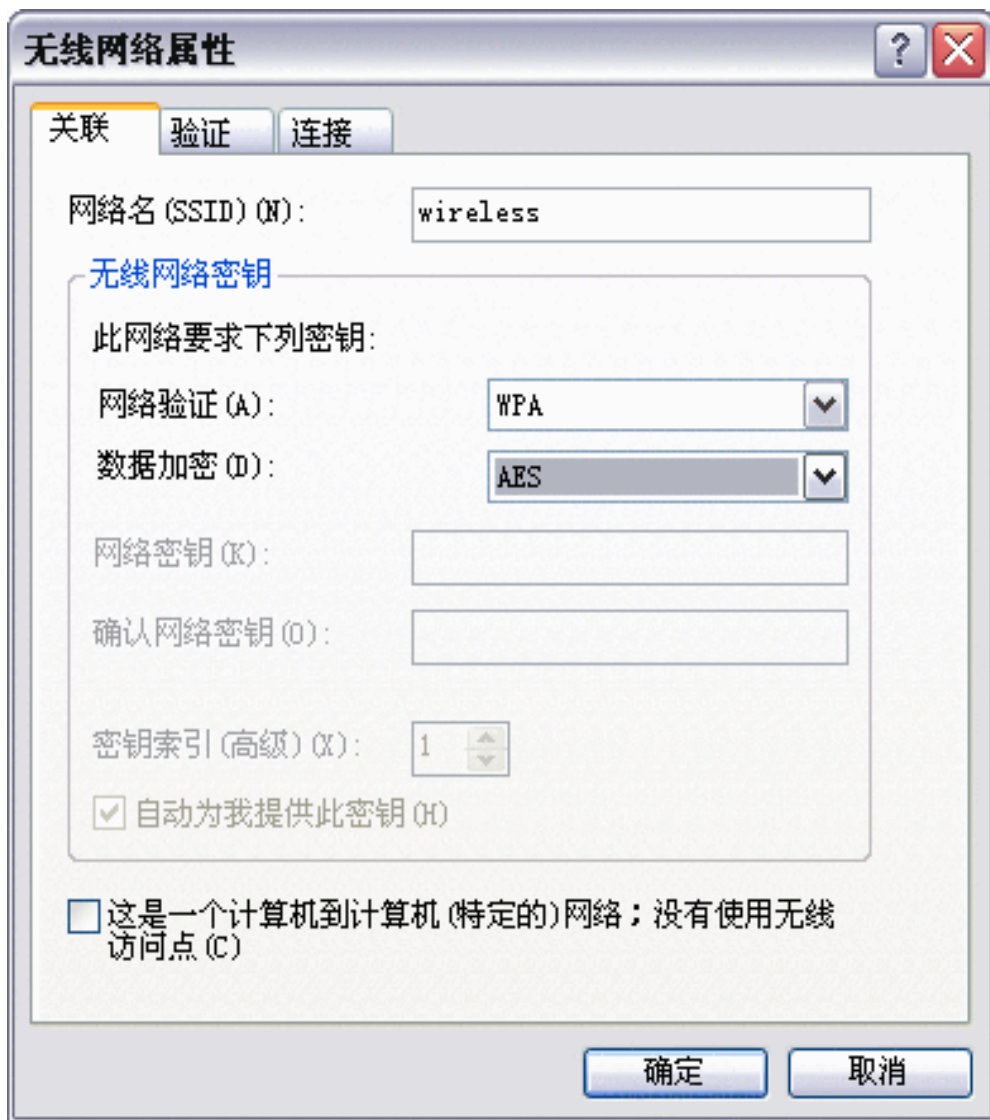 无线网络属性
关联 验证 连接
网络名(SSID)(N): wireless
无线网络密钥
此网络要求下列密钥:
网络验证(A): WPA
数据加密(D): AES
网络密钥(K):
确认网络密钥(O):
密钥索引(高级)(X): 1
自动为我提供此密钥(H)
这是一个计算机到计算机(特定的)网络；没有使用无线
访问点(C)
确定 取消